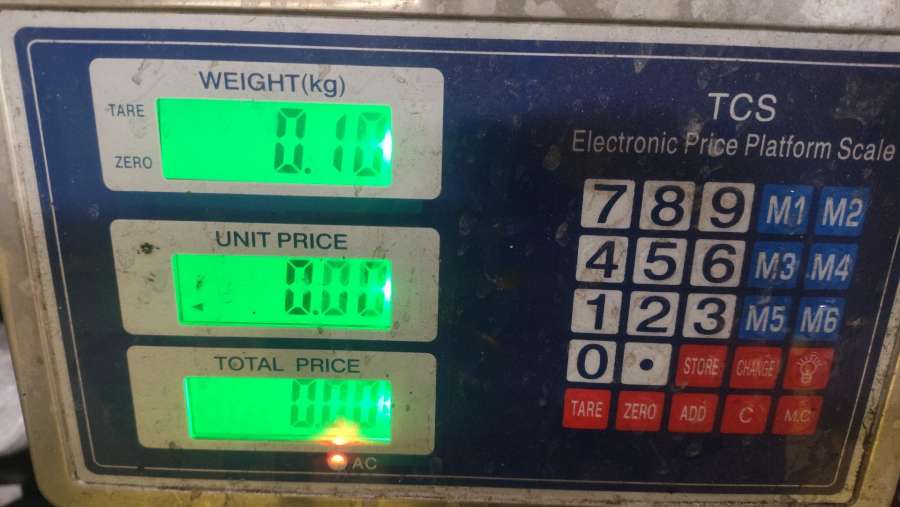 WEIGHT(kg)
TARE
0.10
ZERO
UNIT PRICE
0.00
TOTAL PRICE
0.00
AC
TCS
Electronic Price Platform Scale
7 8 9 M1 M2
4 5 6 M3 M4
1 2 3 M5 M6
0 • STORE CHANGE
TARE ZERO ADD C M.C